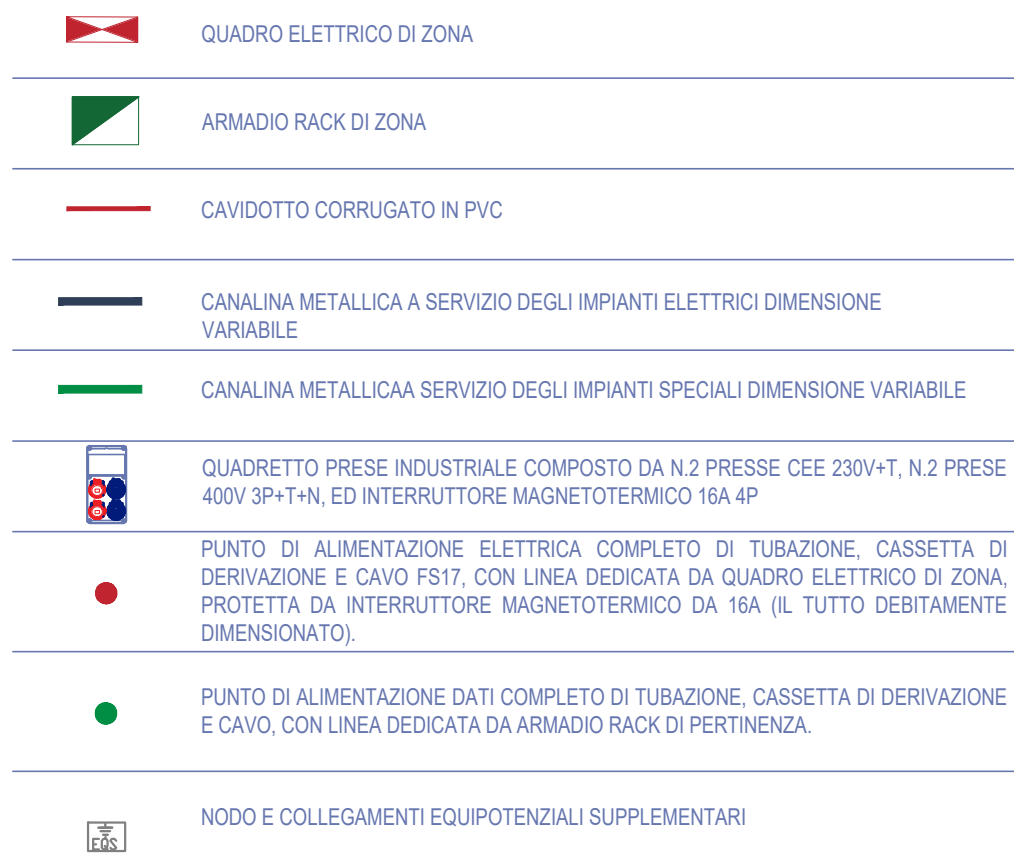 QUADRO ELETTRICO DI ZONA
ARMADIO RACK DI ZONA
CAVIDOTTO CORRUGATO IN PVC
CANALINA METALLICA A SERVIZIO DEGLI IMPIANTI ELETTRICI DIMENSIONE
VARIABILE
CANALINA METALLICAA SERVIZIO DEGLI IMPIANTI SPECIALI DIMENSIONE VARIABILE
QUADRETTO PRESE INDUSTRIALE COMPOSTO DA N.2 PRESSE CEE 230V+T, N.2 PRESE
400V 3P+T+N, ED INTERRUTTORE MAGNETOTERMICO 16A 4P
PUNTO DI ALIMENTAZIONE ELETTRICA COMPLETO DI TUBAZIONE, CASSETTA DI
DERIVAZIONE E CAVO FS17, CON LINEA DEDICATA DA QUADRO ELETTRICO DI ZONA,
PROTETTA DA INTERRUTTORE MAGNETOTERMICO DA 16A (IL TUTTO DEBITAMENTE
DIMENSIONATO).
PUNTO DI ALIMENTAZIONE DATI COMPLETO DI TUBAZIONE, CASSETTA DI DERIVAZIONE
E CAVO, CON LINEA DEDICATA DA ARMADIO RACK DI PERTINENZA.
NODO E COLLEGAMENTI EQUIPOTENZIALI SUPPLEMENTARI
EQS